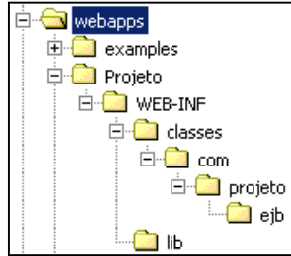 webapps
examples
Projeto
WEB-INF
classes
com
projeto
ejb
lib